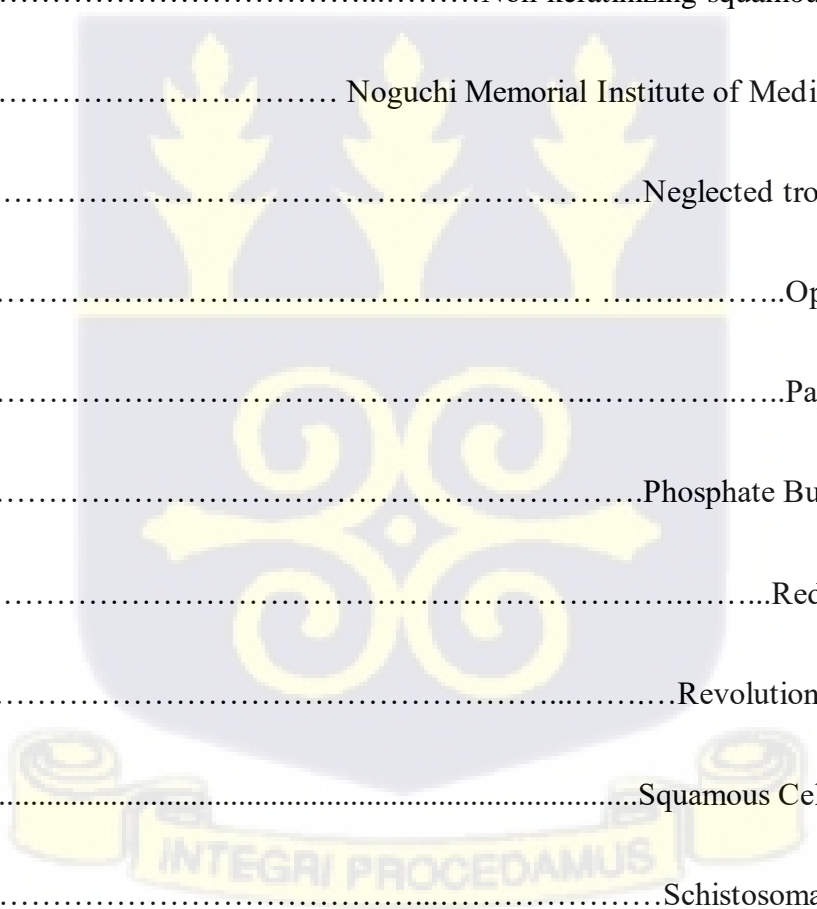 ……………………………………...………Non keratinizing squamou
………………………………… Noguchi Memorial Institute of Medi
…………………………………………………………Neglected tro
……………………………………………………… …….………..Op
……………………………………………………..…..…………..…..Pa
…………………………………………………………Phosphate Bu
……………………………………………………………….……...Red
………………………………………………...…….…Revolution
...........................................................................................Squamous Cel
……………………………………...……………………Schistosoma
INTEGRI PROCEDAMUS